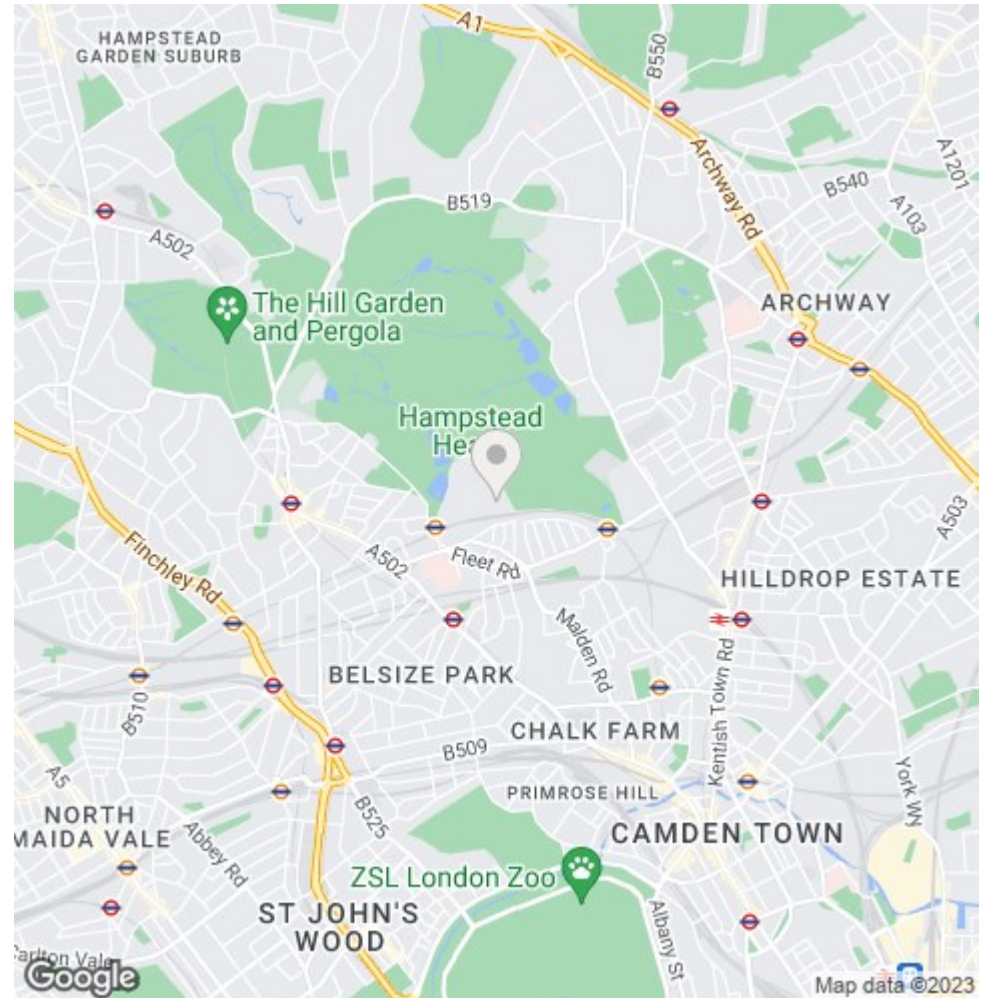 HAMPSTEAD
GARDEN SUBURB
A1
B550
Archway Rd
A1201
B540
A103
B519
A502
The Hill Garden
and Pergola
ARCHWAY
Hampstead
Hea
A503
Finchley Rd
A502
Fleet Rd
HILLDROP ESTATE
Malden Rd
BELSIZE PARK
B510
Kentish Town Rd
CHALK FARM
B509
A5
PRIMROSE HILL
York WN
NORTH
MAIDA VALE
B525
CAMDEN TOWN
Abbey Rd
ZSL London Zoo
ST JOHN'S
WOOD
Albany St
Carlton Vale
Google
Map data ©2023